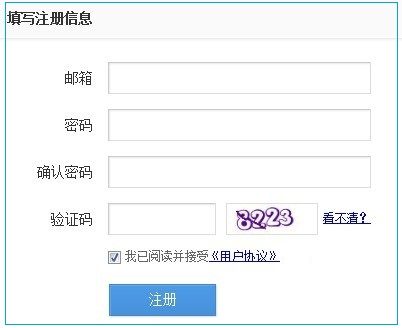 填写注册信息
邮箱
密码
确认密码
验证码 3223 看不清？
我已阅读并接受《用户协议》
注册